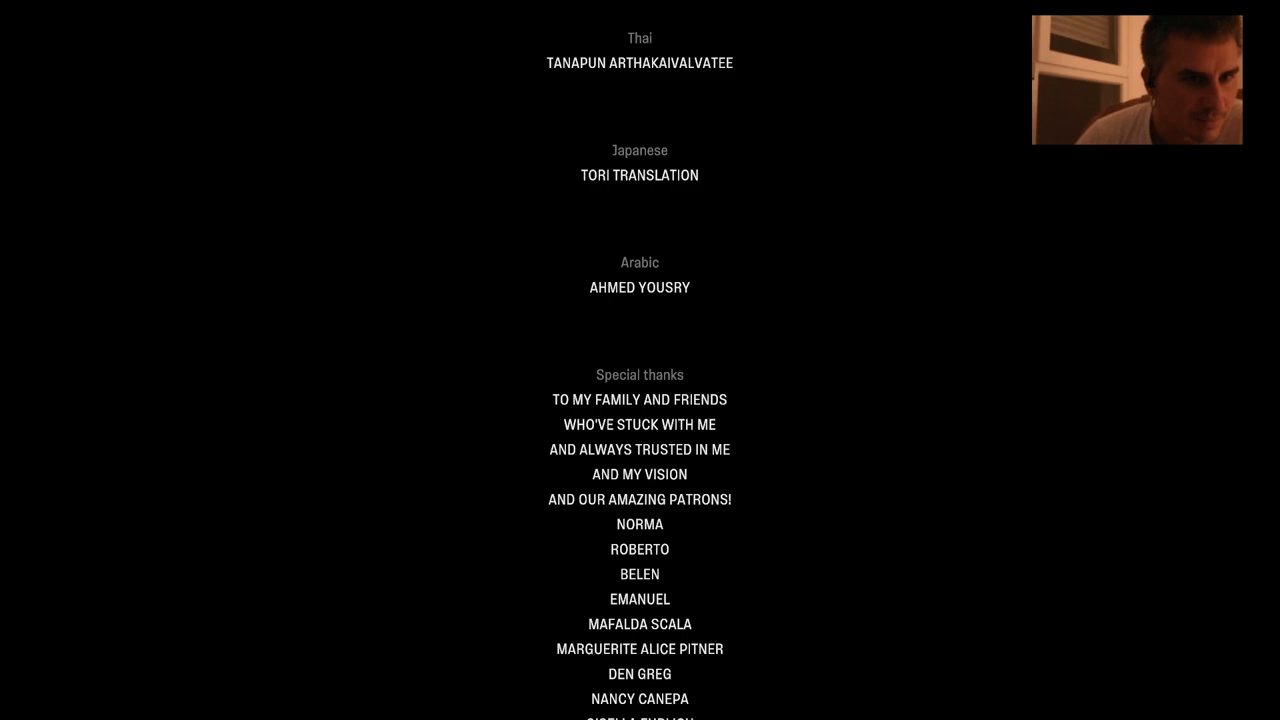 Thai
TANAPUN ARTHAKAIVALVATEE
Japanese
TORI TRANSLATION
Arabic
AHMED YOUSRY
Special thanks
TO MY FAMILY AND FRIENDS
WHO'VE STUCK WITH ME
AND ALWAYS TRUSTED IN ME
AND MY VISION
AND OUR AMAZING PATRONS!
NORMA
ROBERTO
BELEN
EMANUEL
MAFALDA SCALA
MARGUERITE ALICE PITNER
DEN GREG
NANCY CANEPA